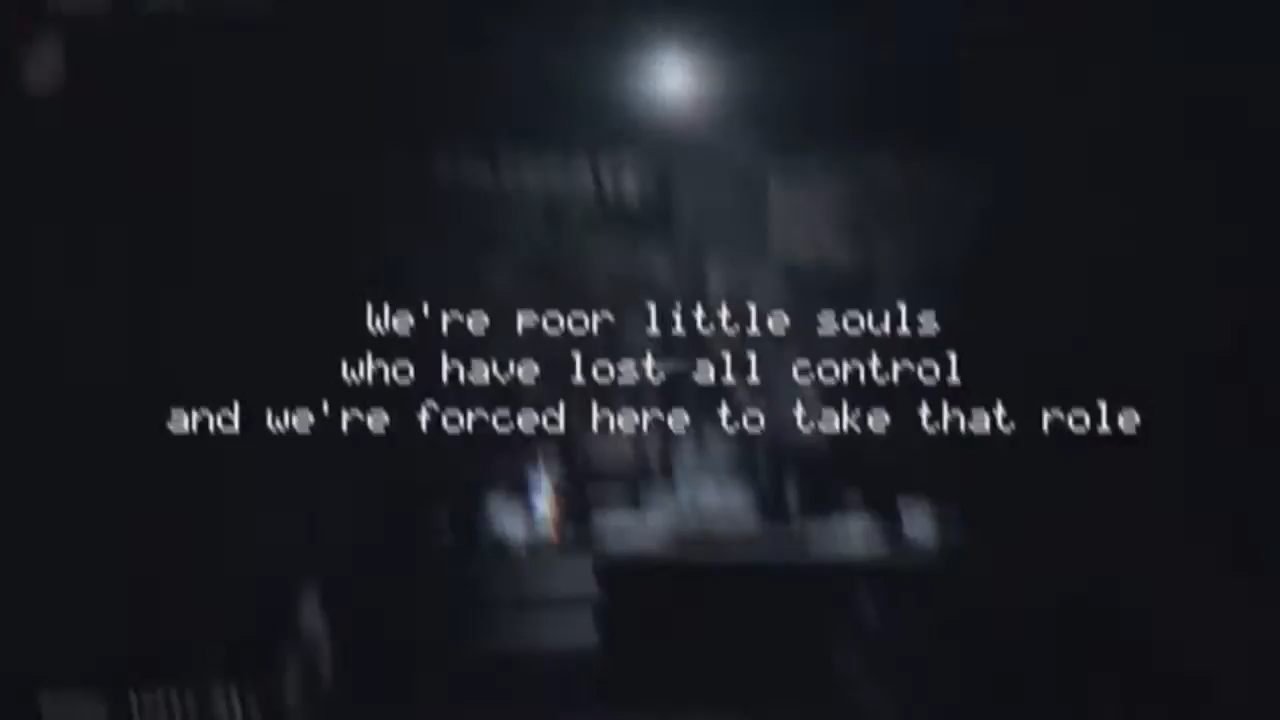 We're poor little souls
who have lost all control
and we're forced here to take that role